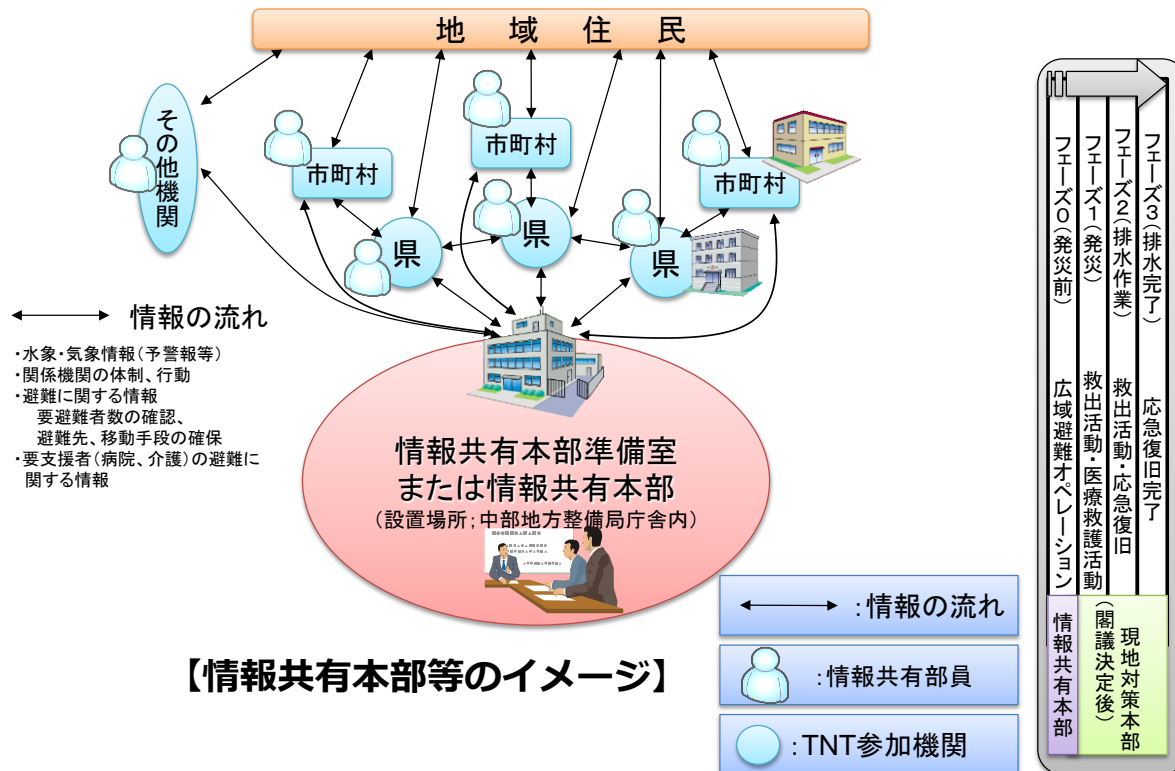 地域住民
その他機関
市町村
市町村
市町村
県
県
県
情報の流れ
・水象・気象情報(予警報等)
・関係機関の体制、行動
・避難に関する情報
要避難者数の確認、
避難先、移動手段の確保
・要支援者(病院、介護)の避難に
関する情報
情報共有本部準備室
または情報共有本部
(設置場所;中部地方整備局庁舎内)
【情報共有本部等のイメージ】
:情報の流れ
:情報共有部員
:TNT参加機関
フェーズ0(発災前)
広域避難オペレーション
フェーズ1(発災)
救出活動・医療救護活動
フェーズ2(排水作業)
救出活動・応急復旧
フェーズ3(排水完了)
応急復旧完了
情報共有本部
現地対策本部
(閣議決定後)